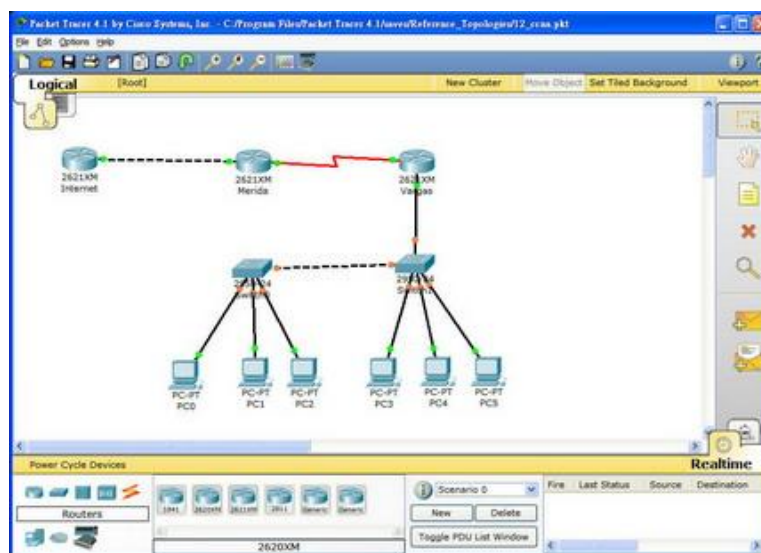 Packet Tracer 4.1 by Cisco Systems, Inc. - C:/Program Files/Packet Tracer 4.1/saves/Reference_Topologies/12_ccna.pkt
File Edit Options Help
Logical
[Root]
New Cluster
Move Object
Set Tiled Background
Viewport
2621XM
Internet
2621XM
Merida
2621XM
Vargas
PC-PT
PC0
PC-PT
PC1
PC-PT
PC2
PC-PT
PC3
PC-PT
PC4
PC-PT
PC5
Power Cycle Devices
Realtime
Routers
1841
2620XM
2621XM
2811
Generic
Generic
2620XM
Scenario 0
New
Delete
Toggle PDU List Window
Fire
Last Status
Source
Destination